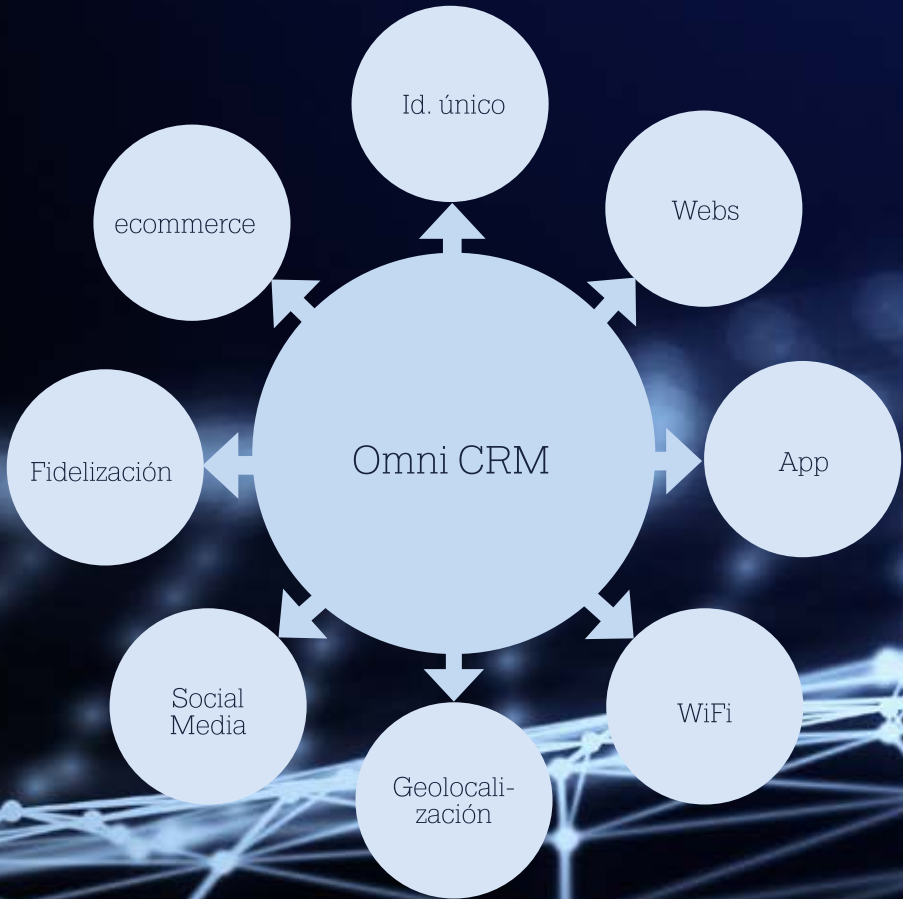 Id. único
ecommerce
Webs
Fidelización
Omni CRM
App
Social
Media
WiFi
Geolocali-
zación